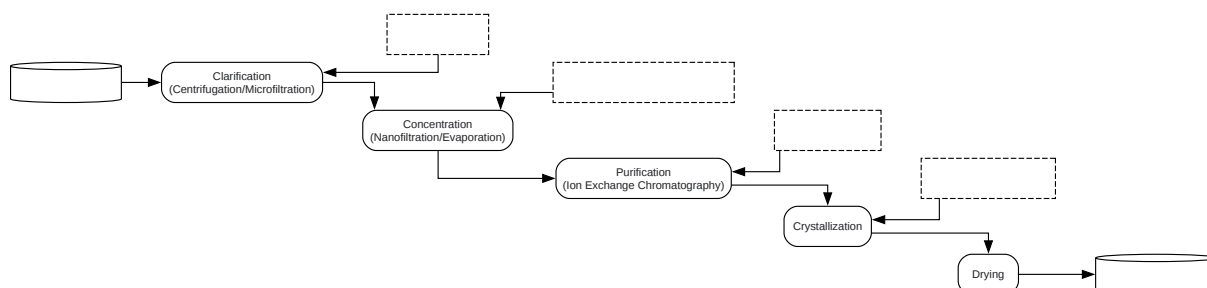 Clarification
(Centrifugation/Microfiltration)
Concentration
(Nanofiltration/Evaporation)
Purification
(Ion Exchange Chromatography)
Crystallization
Drying